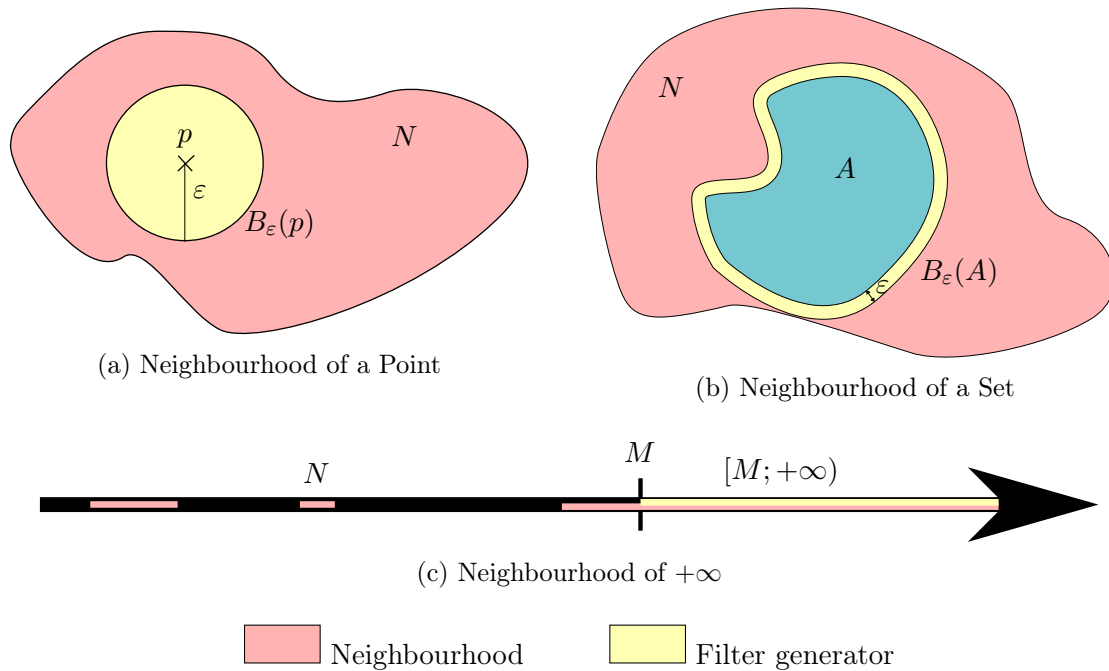 p
ε
N
B_ε(p)
(a) Neighbourhood of a Point
N
A
ε
B_ε(A)
(b) Neighbourhood of a Set
N
M
[M; +∞)
(c) Neighbourhood of +∞
Neighbourhood
Filter generator